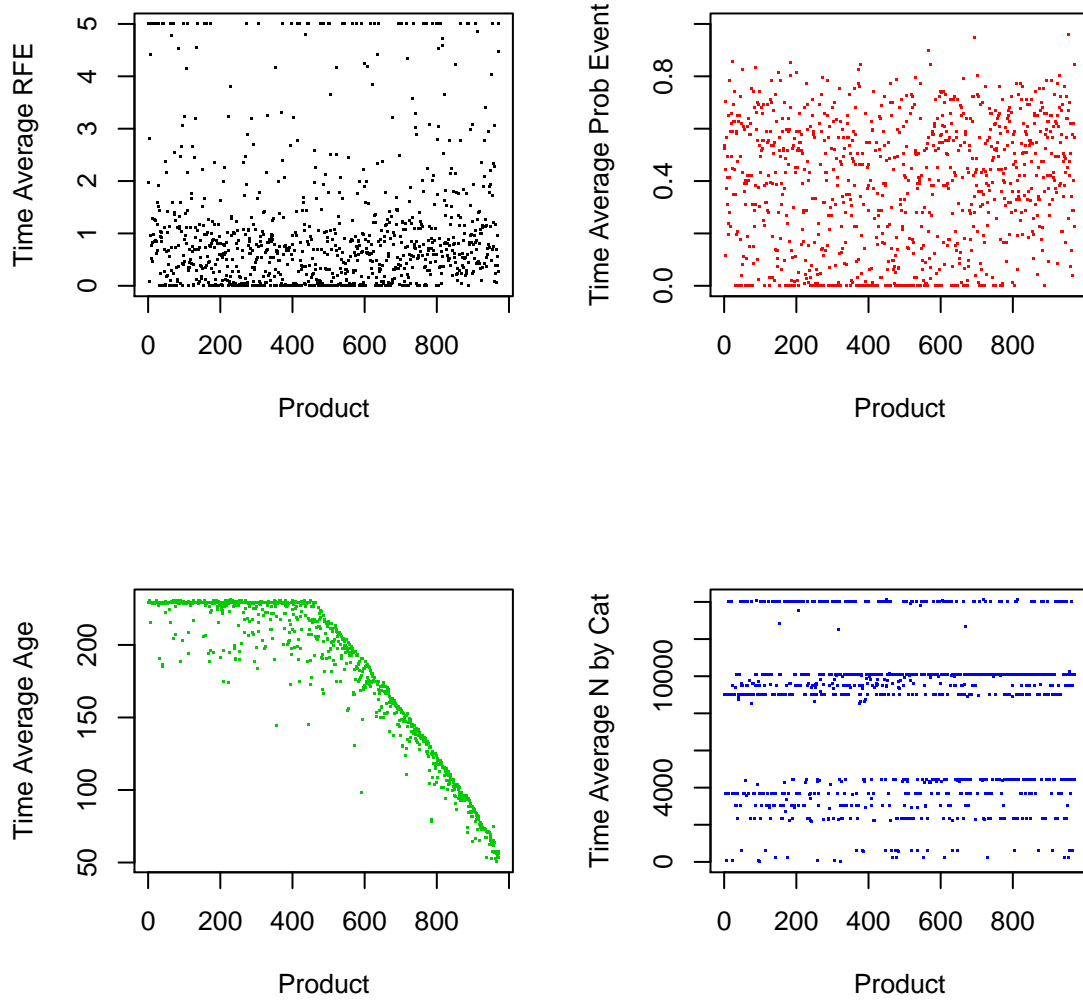 Time Average RFE
5
4
3
2
1
0
0 200 400 600 800
Product
Time Average Prob Event
0.8
0.4
0.0
0 200 400 600 800
Product
Time Average Age
200
150
100
50
0 200 400 600 800
Product
Time Average N by Cat
10000
4000
0
0 200 400 600 800
Product